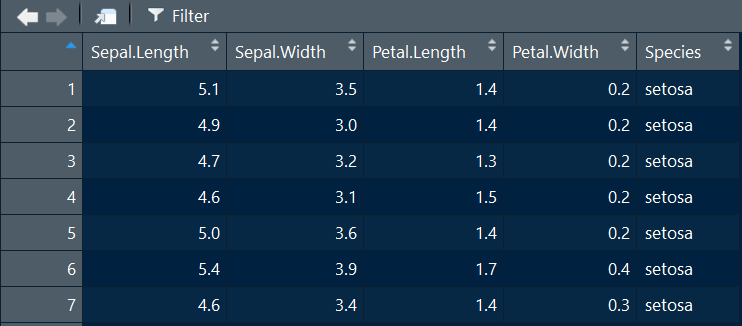 Filter
Sepal.Length Sepal.Width Petal.Length Petal.Width Species
1 5.1 3.5 1.4 0.2 setosa
2 4.9 3.0 1.4 0.2 setosa
3 4.7 3.2 1.3 0.2 setosa
4 4.6 3.1 1.5 0.2 setosa
5 5.0 3.6 1.4 0.2 setosa
6 5.4 3.9 1.7 0.4 setosa
7 4.6 3.4 1.4 0.3 setosa